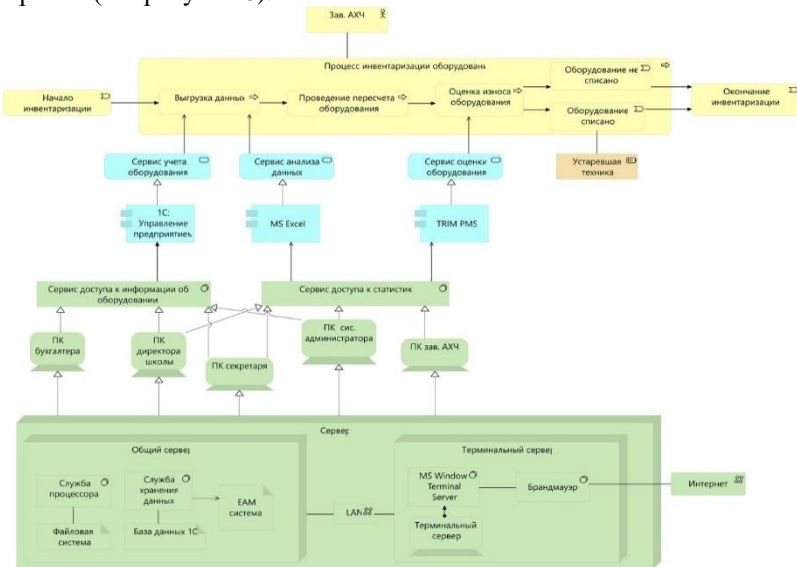 Зав. АХЧ
Процесс инвентаризации оборудовани
Начало
инвентаризации
Выгрузка данных
Проведение пересчета
оборудования
Оценка износа
оборудования
Оборудование не
списано
Оборудование
списано
Окончание
инвентаризации
Сервис учета
оборудования
Сервис анализа
данных
Сервис оценки
оборудования
Устаревшая
техника
1С:
Управление
предприятием
MS Excel
TRIM PMS
Сервис доступа к информации об
оборудовании
Сервис доступа к статистик
ПК
бухгалтера
ПК
директора
школы
ПК секретаря
ПК сис.
администратора
ПК зав. АХЧ
Сервер
Общий сервер
Терминальный сервер
Служба
процессора
Служба
хранения
данных
EAM
система
Файловая
система
База данных 1С
LAN
MS Window
Terminal
Server
Брандмауэр
Терминальный
сервер
Интернет